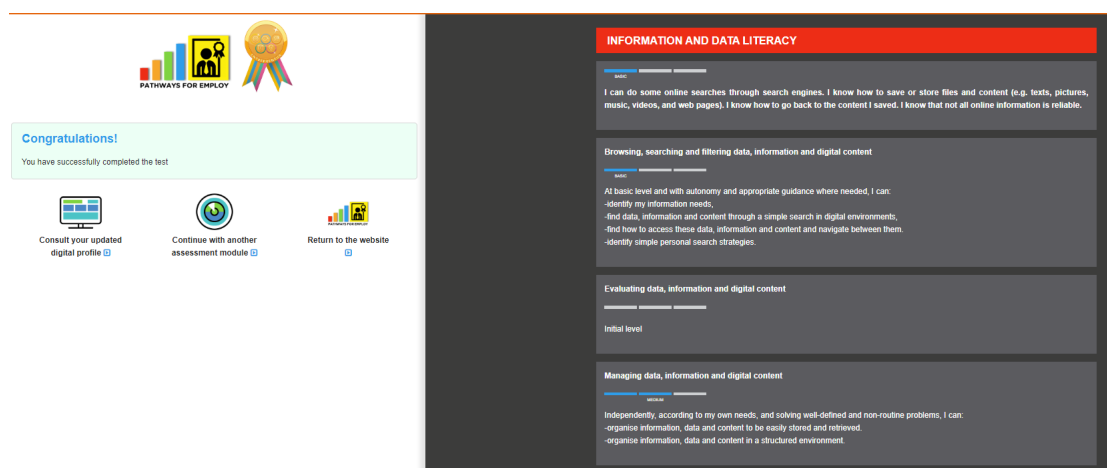 PATHWAYS FOR EMPLOY
Congratulations!
You have successfully completed the test
Consult your updated
digital profile
Continue with another
assessment module
Return to the website
PATHWAYS FOR EMPLOY
INFORMATION AND DATA LITERACY
BASIC
I can do some online searches through search engines. I know how to save or store files and content (e.g. texts, pictures,
music, videos, and web pages). I know how to go back to the content I saved. I know that not all online information is reliable.
Browsing, searching and filtering data, information and digital content
BASIC
At basic level and with autonomy and appropriate guidance where needed, I can:
-identify my information needs,
-find data, information and content through a simple search in digital environments,
-find how to access these data, information and content and navigate between them.
-identify simple personal search strategies.
Evaluating data, information and digital content
Initial level
Managing data, information and digital content
MEDIUM
Independently, according to my own needs, and solving well-defined and non-routine problems, I can:
-organise information, data and content to be easily stored and retrieved.
-organise information, data and content in a structured environment.